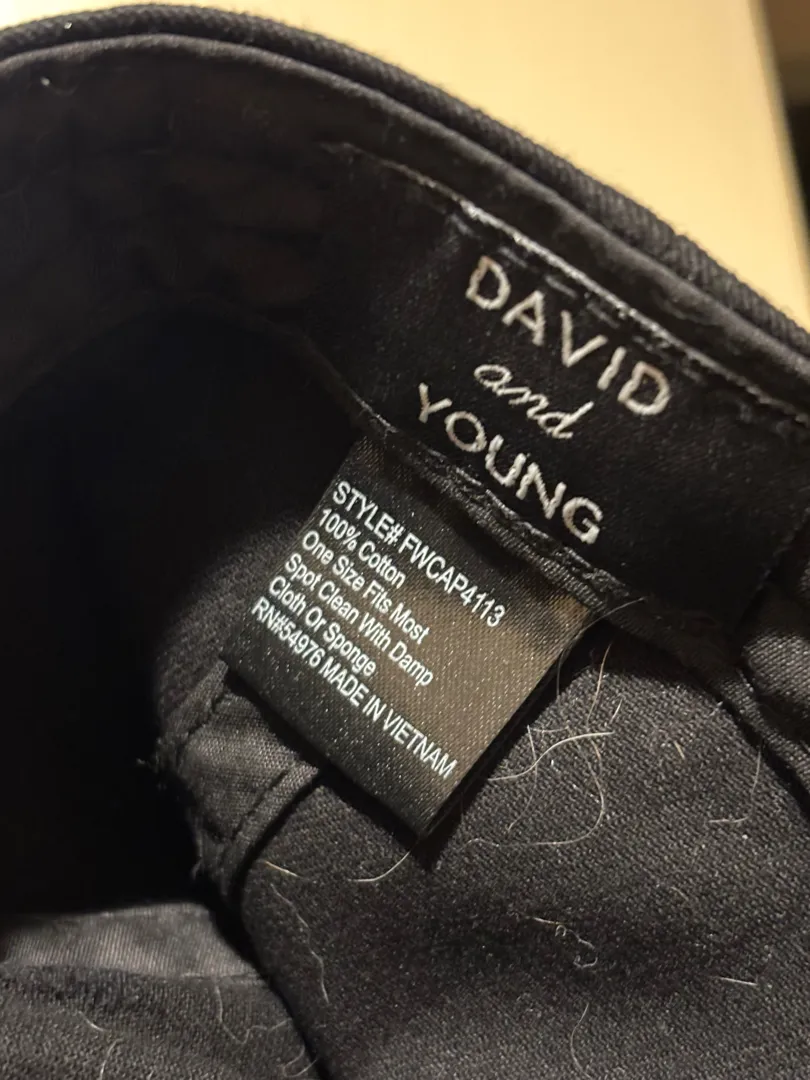 DAVID
and
YOUNG
STYLE# FWCAP4113
100% Cotton
One Size Fits Most
Spot Clean With Damp
Cloth Or Sponge
RN#54976 MADE IN VIETNAM